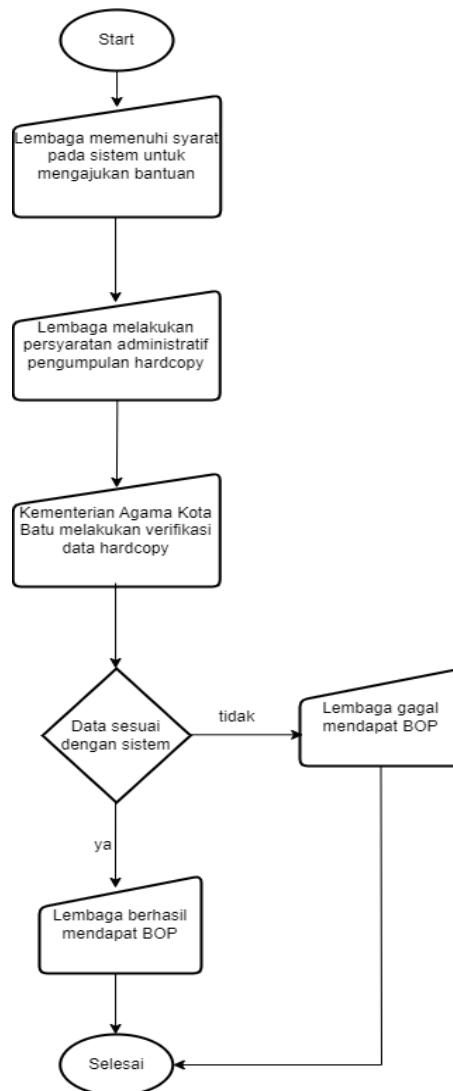 Start
Lembaga memenuhi syarat
pada sistem untuk
mengajukan bantuan
Lembaga melakukan
persyaratan administratif
pengumpulan hardcopy
Kementerian Agama Kota
Batu melakukan verifikasi
data hardcopy
Data sesuai
dengan sistem
tidak
Lembaga gagal
mendapat BOP
ya
Lembaga berhasil
mendapat BOP
Selesai